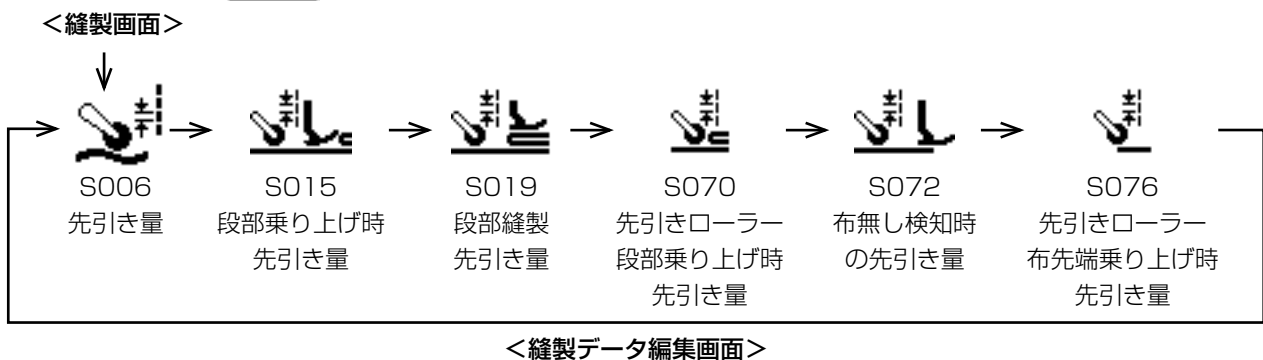 <縫製画面>
S006
先引き量
S015
段部乗り上げ時
先引き量
S019
段部縫製
先引き量
S070
先引きローラー
段部乗り上げ時
先引き量
S072
布無し検知時
の先引き量
S076
先引きローラー
布先端乗り上げ時
先引き量
<縫製データ編集画面>